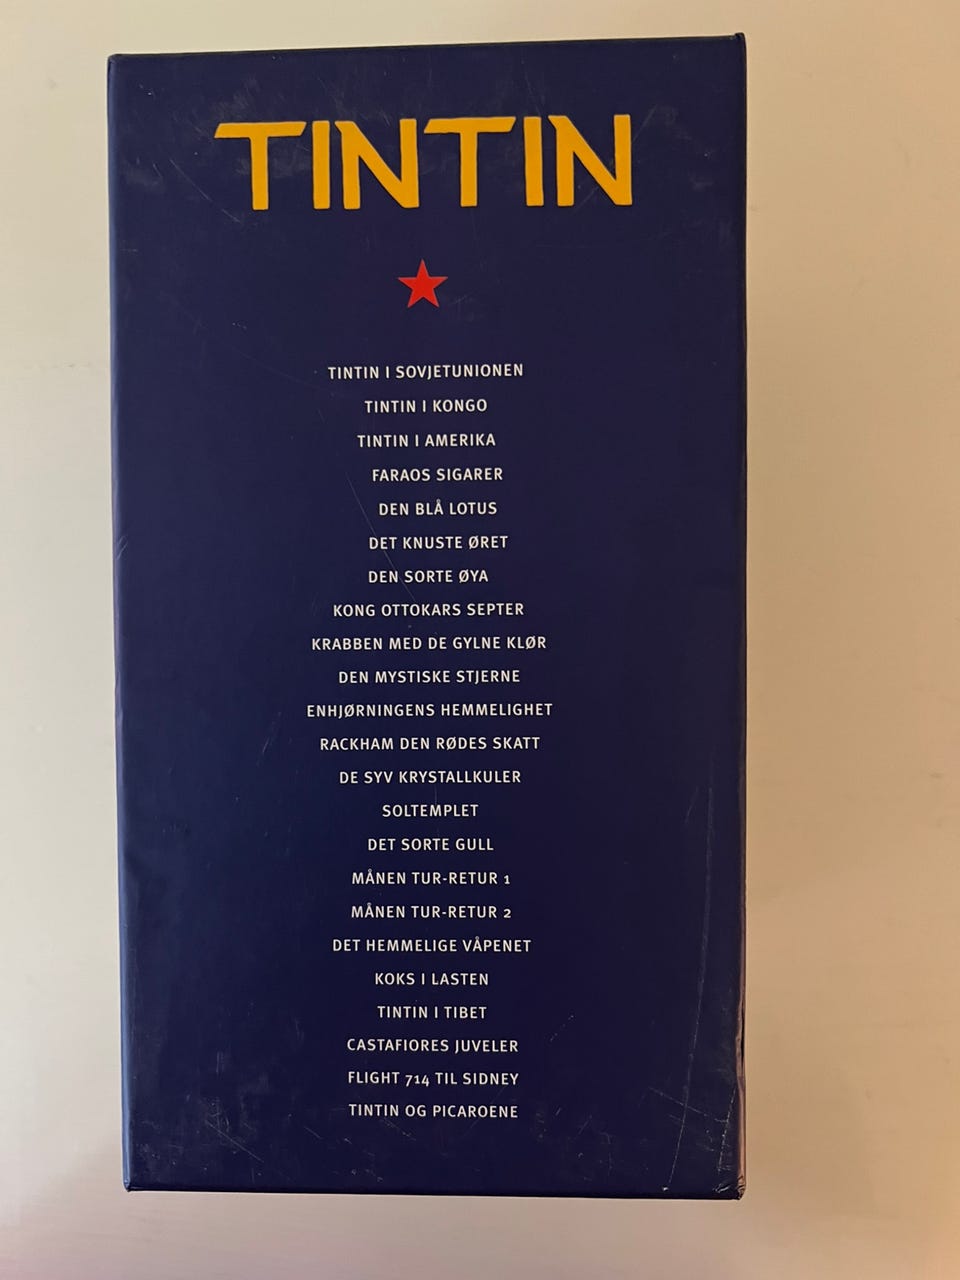 TINTIN
TINTIN I SOVJETUNIONEN
TINTIN I KONGO
TINTIN I AMERIKA
FARAOS SIGARER
DEN BLÅ LOTUS
DET KNUSTE ØRET
DEN SORTE ØYA
KONG OTTOKARS SEPTER
KRABBEN MED DE GYLNE KLØR
DEN MYSTISKE STJERNE
ENHJØRNINGENS HEMMELIGHET
RACKHAM DEN RØDES SKATT
DE SYV KRYSTALLKULER
SOLTEMPLET
DET SORTE GULL
MÅNEN TUR-RETUR 1
MÅNEN TUR-RETUR 2
DET HEMMELIGE VÅPENET
KOKS I LASTEN
TINTIN I TIBET
CASTAFIORES JUVELER
FLIGHT 714 TIL SIDNEY
TINTIN OG PICAROENE